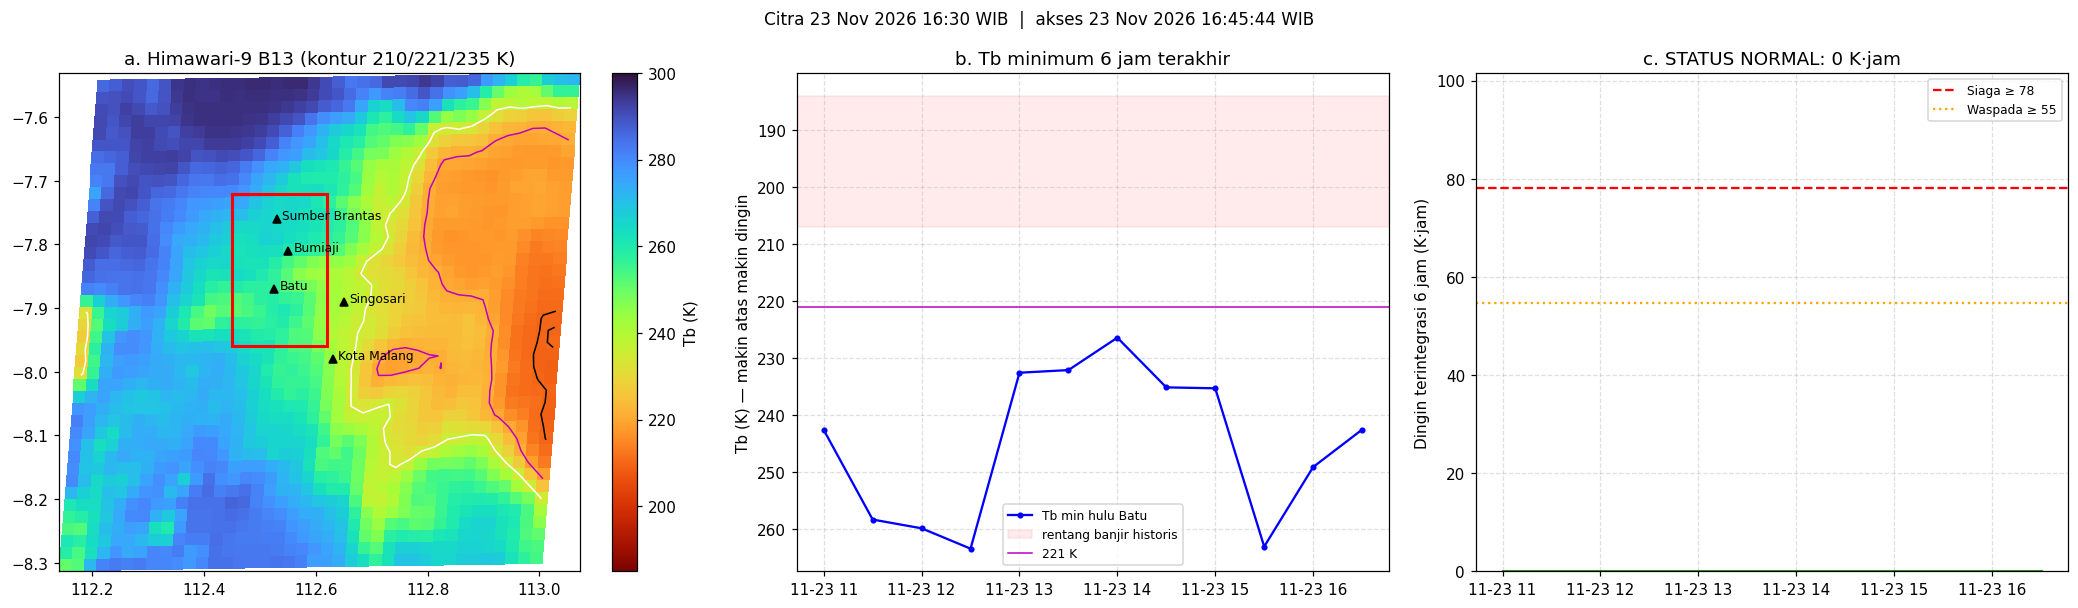 Citra 23 Nov 2026 16:30 WIB | akses 23 Nov 2026 16:45:44 WIB
a. Himawari-9 B13 (kontur 210/221/235 K)
−7.6
−7.7
−7.8
−7.9
−8.0
−8.1
−8.2
−8.3
112.2
112.4
112.6
112.8
113.0
Sumber Brantas
Bumiaji
Batu
Singosari
Kota Malang
300
280
260
240
220
200
Tb (K)
b. Tb minimum 6 jam terakhir
Tb (K) — makin atas makin dingin
190
200
210
220
230
240
250
260
Tb min hulu Batu
rentang banjir historis
221 K
11-23 11
11-23 12
11-23 13
11-23 14
11-23 15
11-23 16
c. STATUS NORMAL: 0 K·jam
Dingin terintegrasi 6 jam (K·jam)
100
80
60
40
20
0
Siaga ≥ 78
Waspada ≥ 55
11-23 11
11-23 12
11-23 13
11-23 14
11-23 15
11-23 16